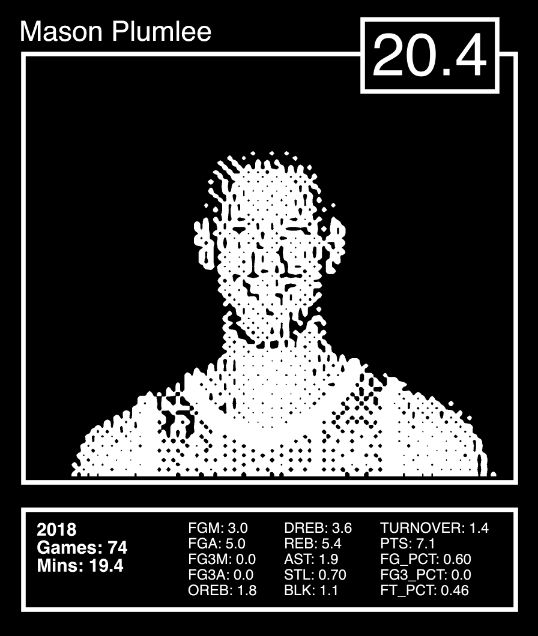 Mason Plumlee
20.4
2018
Games: 74
Mins: 19.4
FGM: 3.0
FGA: 5.0
FG3M: 0.0
FG3A: 0.0
OREB: 1.8
DREB: 3.6
REB: 5.4
AST: 1.9
STL: 0.70
BLK: 1.1
TURNOVER: 1.4
PTS: 7.1
FG_PCT: 0.60
FG3_PCT: 0.0
FT_PCT: 0.46